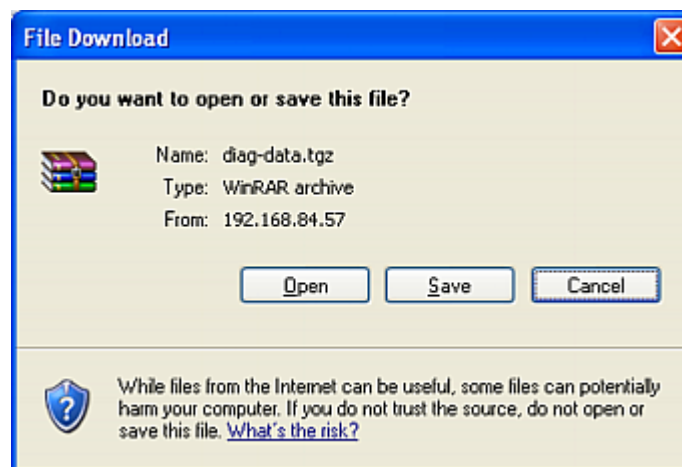 File Download
Do you want to open or save this file?
Name: diag-data.tgz
Type: WinRAR archive
From: 192.168.84.57
Open Save Cancel
While files from the Internet can be useful, some files can potentially
harm your computer. If you do not trust the source, do not open or
save this file. What's the risk?